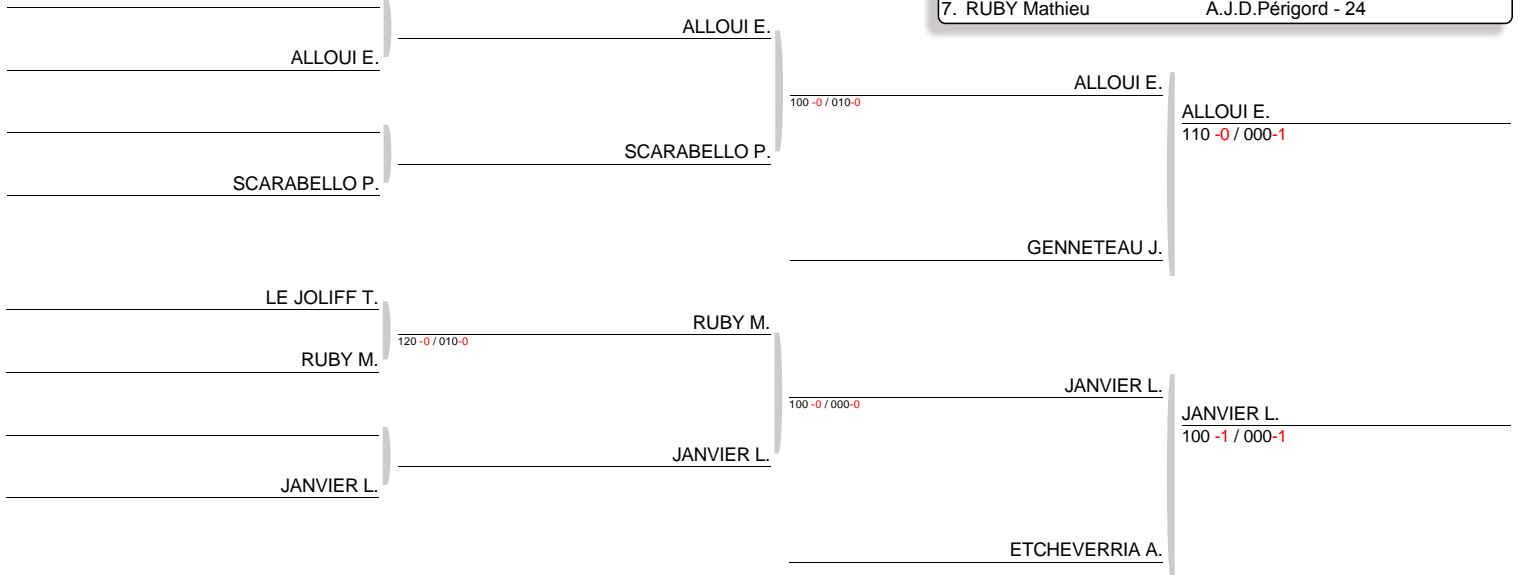 7. RUBY Mathieu A.J.D.Périgord - 24
ALLOUI E.
ALLOUI E.
ALLOUI E.
100 -0 / 010-0
ALLOUI E.
110 -0 / 000-1
SCARABELLO P.
SCARABELLO P.
GENNETEAU J.
LE JOLIFF T.
RUBY M.
120 -0 / 010-0
RUBY M.
JANVIER L.
100 -0 / 000-0
JANVIER L.
100 -1 / 000-1
JANVIER L.
JANVIER L.
ETCHEVERRIA A.